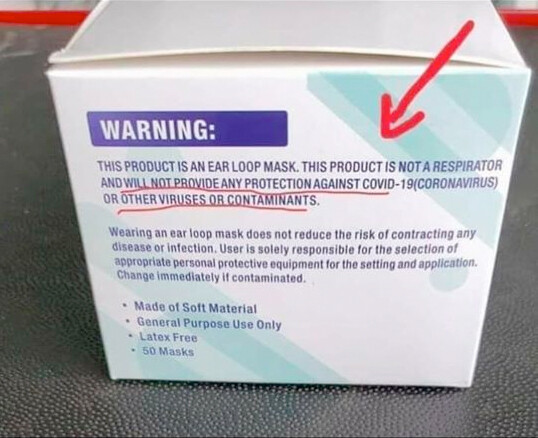 WARNING:
THIS PRODUCT IS AN EAR LOOP MASK. THIS PRODUCT IS NOT A RESPIRATOR
AND WILL NOT PROVIDE ANY PROTECTION AGAINST COVID-19(CORONAVIRUS)
OR OTHER VIRUSES OR CONTAMINANTS.
Wearing an ear loop mask does not reduce the risk of contracting any
disease or infection. User is solely responsible for the selection of
appropriate personal protective equipment for the setting and application.
Change immediately if contaminated.
• Made of Soft Material
• General Purpose Use Only
• Latex Free
• 50 Masks